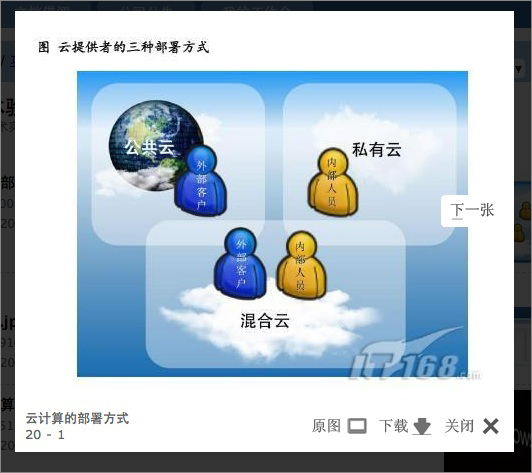 图 云提供者的三种部署方式
公共云
外部客户
私有云
内部人员
下一张
外部客户
内部人员
混合云
IT168.com
云计算的部署方式
20 - 1
原图 下载 关闭